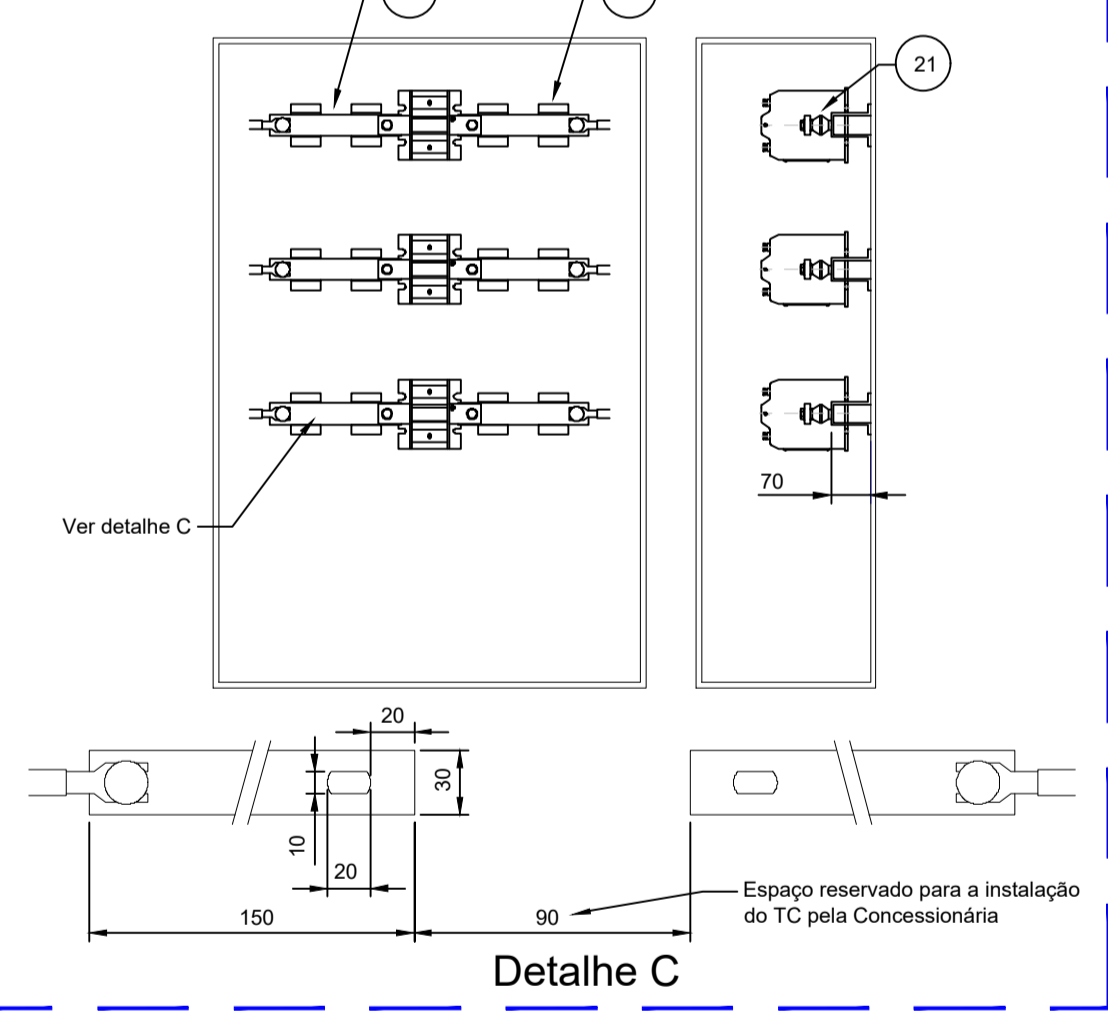 21
70
Ver detalhe C
20
30
10
20
150
90
Espaço reservado para a instalação
do TC pela Concessionária
Detalhe C